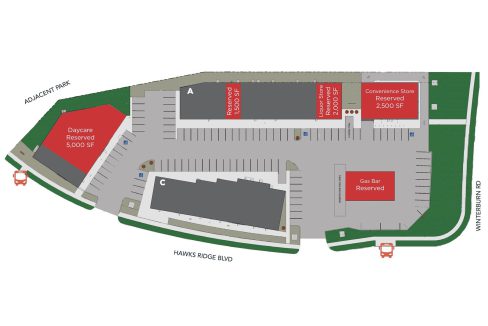 ADJACENT PARK
A
Reserved
1,500 SF
Liquor Store
Reserved
2,000 SF
Convenience Store
Reserved
2,500 SF
Daycare
Reserved
5,000 SF
Gas Bar
Reserved
C
HAWKS RIDGE BLVD
WINTERBURN RD